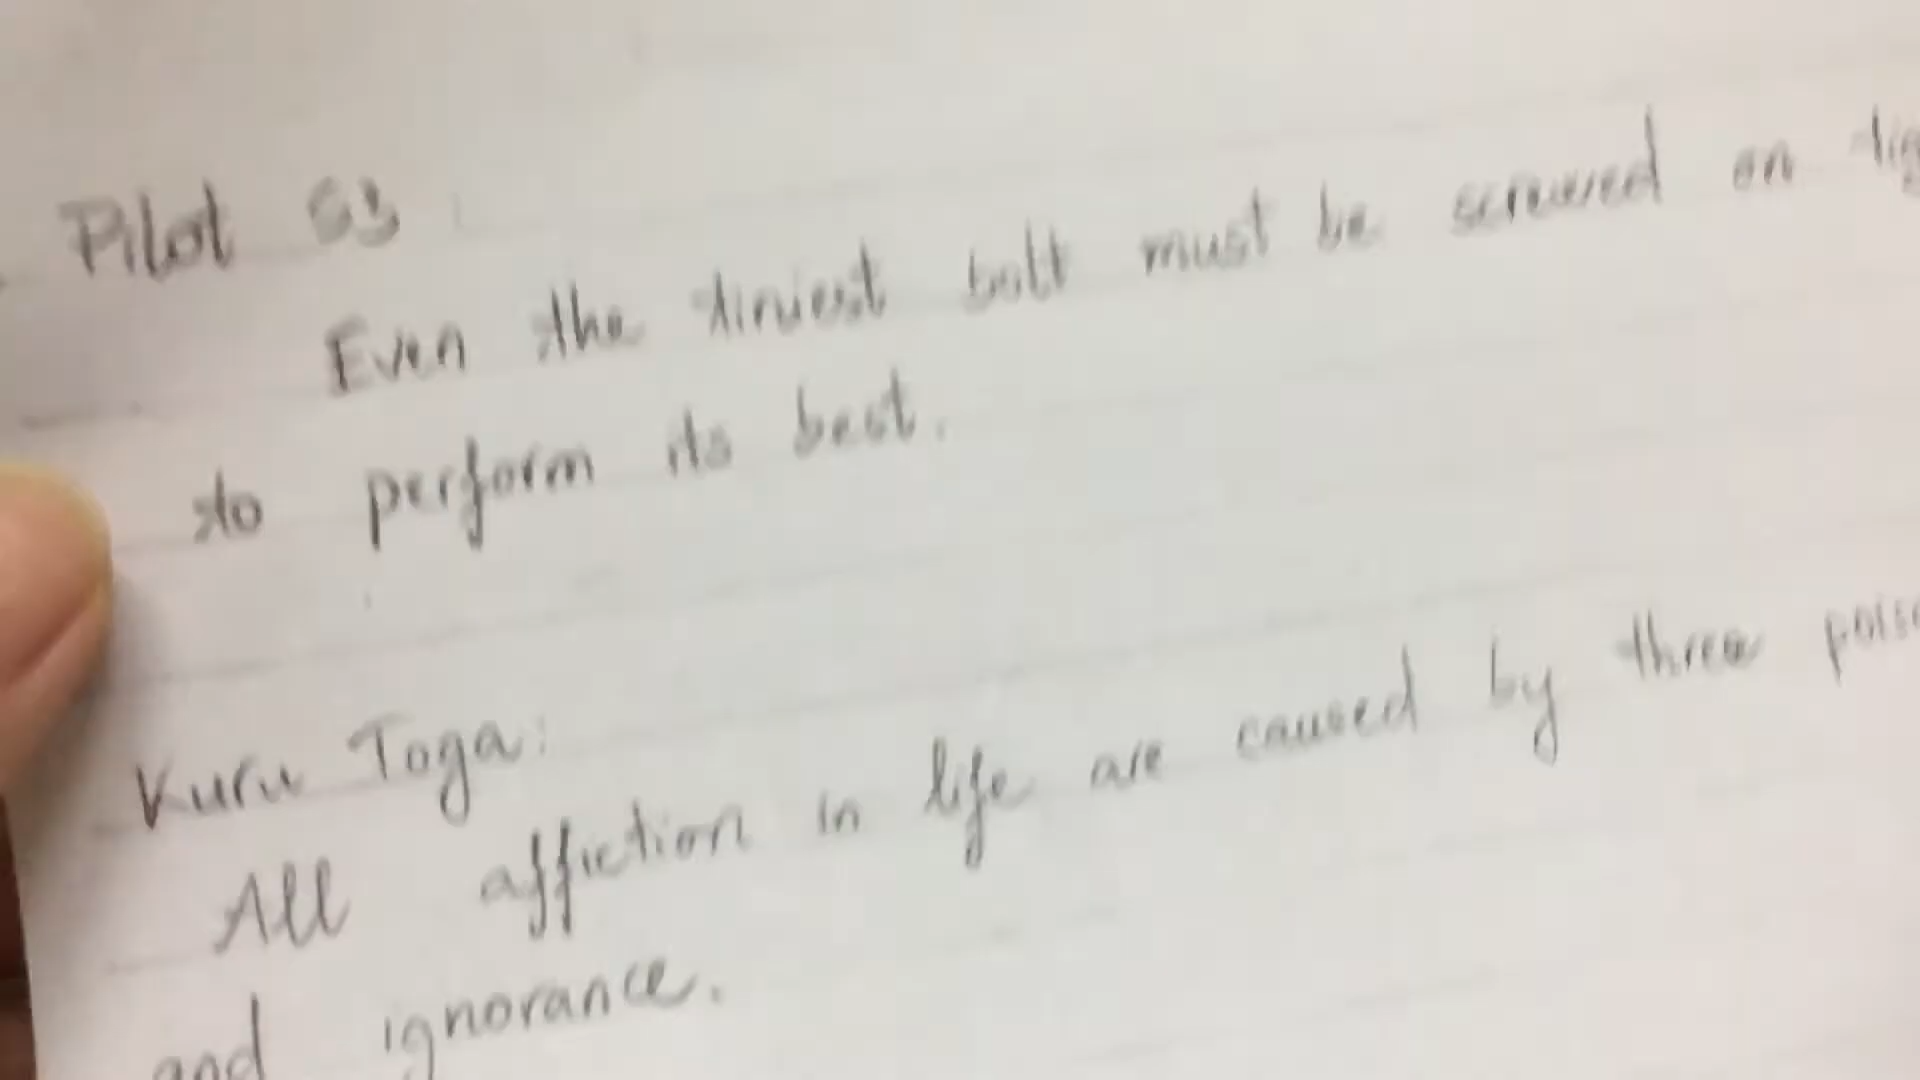 Pilot S3:
Even the tiniest bolt must be screwed on
to perform its best.
Kuru Toga:
All affiction in life are caused by three
and ignorance.